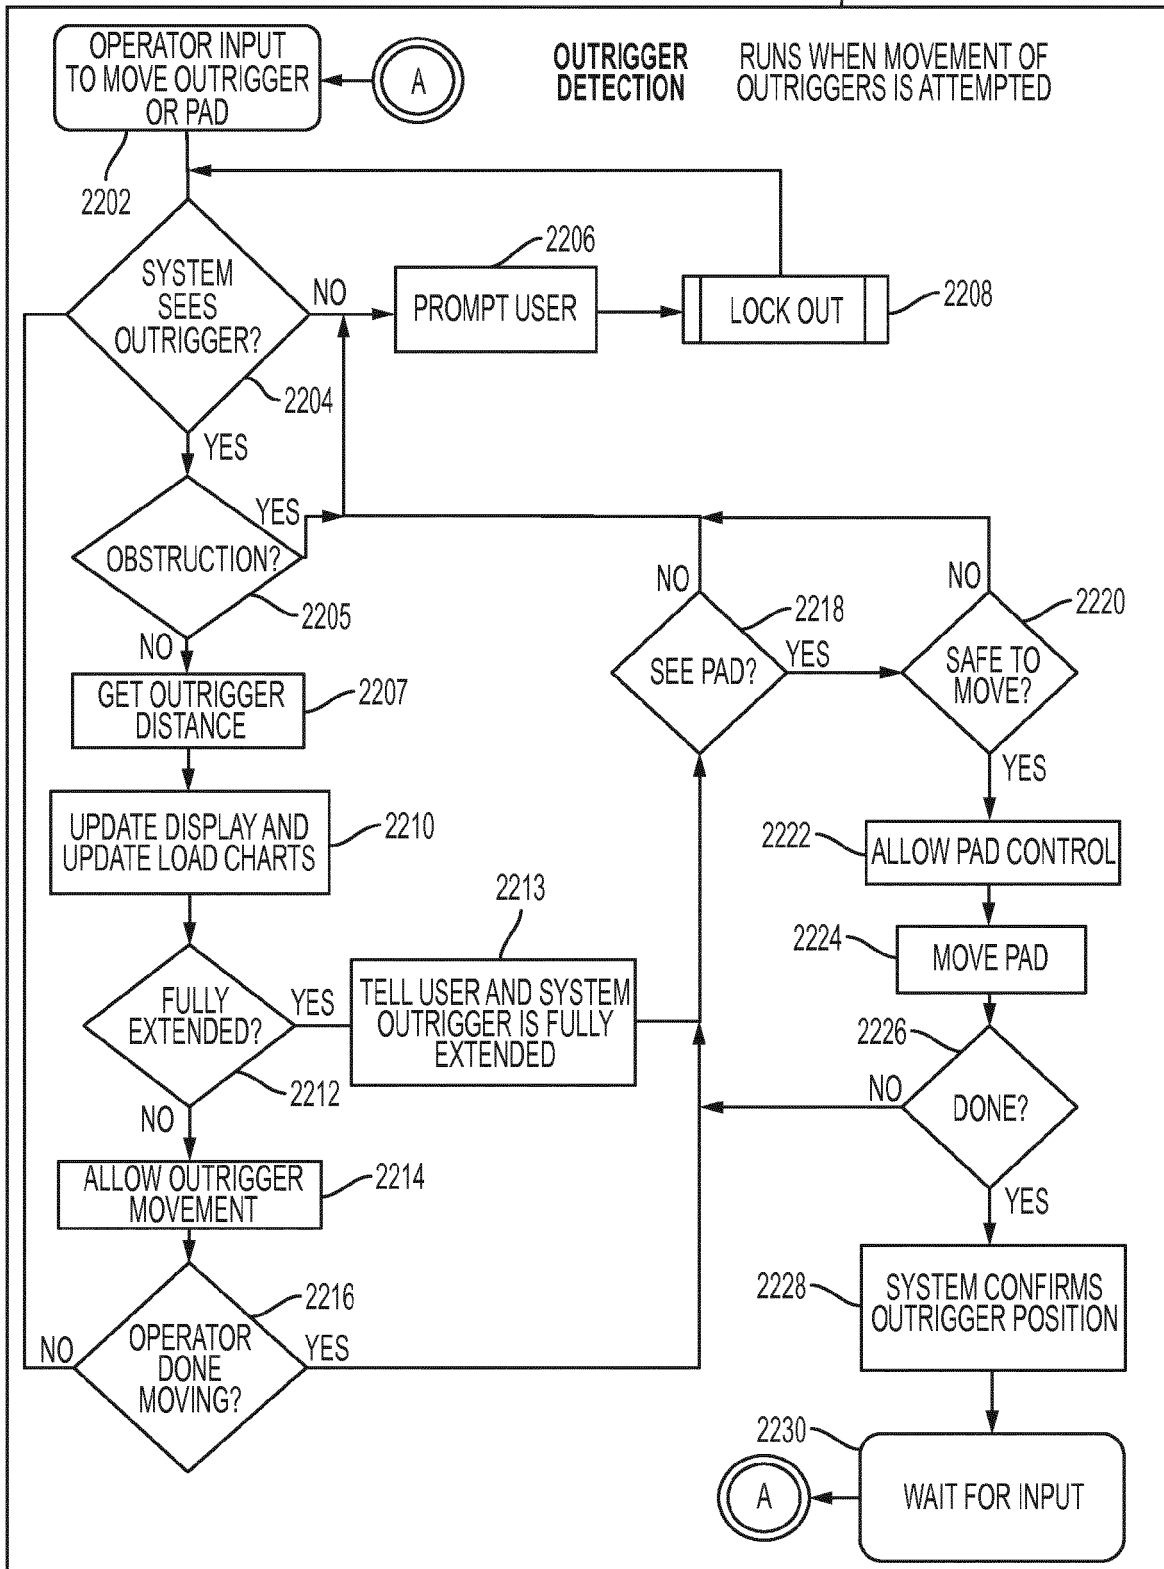 OPERATOR INPUT
TO MOVE OUTRIGGER
OR PAD
A
OUTRIGGER
DETECTION
RUNS WHEN MOVEMENT OF
OUTRIGGERS IS ATTEMPTED
2202
SYSTEM
SEES
OUTRIGGER?
NO
2204
YES
2206
PROMPT USER
LOCK OUT
2208
YES
OBSTRUCTION?
2205
NO
GET OUTRIGGER
DISTANCE
2207
UPDATE DISPLAY AND
UPDATE LOAD CHARTS
2210
FULLY
EXTENDED?
YES
2212
NO
2213
TELL USER AND SYSTEM
OUTRIGGER IS FULLY
EXTENDED
ALLOW OUTRIGGER
MOVEMENT
2214
2216
OPERATOR
DONE
MOVING?
NO
YES
NO
2218
SEE PAD?
YES
NO
2220
SAFE TO
MOVE?
YES
2222
ALLOW PAD CONTROL
2224
MOVE PAD
2226
NO
DONE?
YES
2228
SYSTEM CONFIRMS
OUTRIGGER POSITION
2230
WAIT FOR INPUT
A